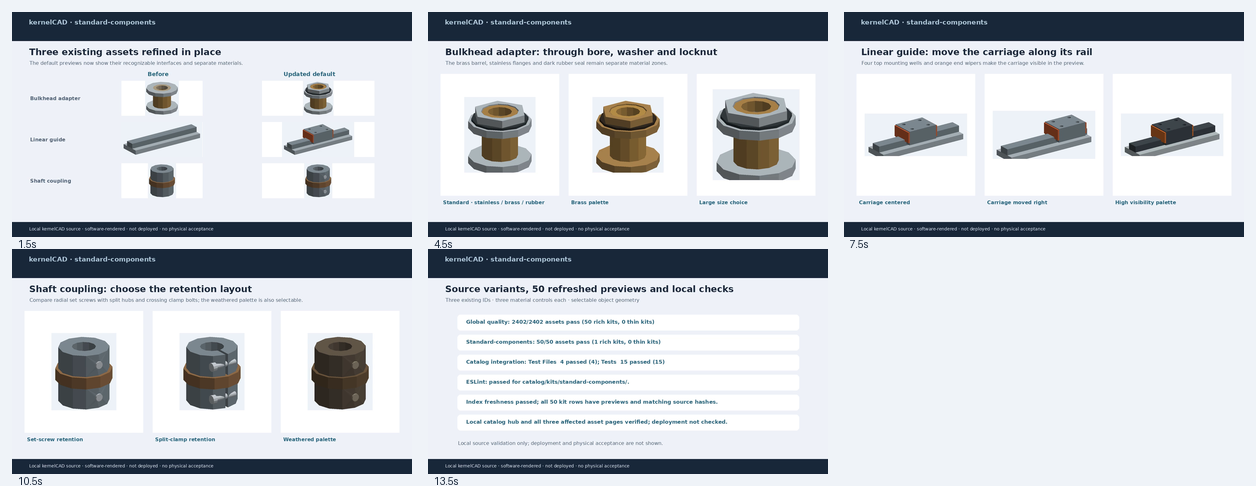 kernelCAD · standard-components
Three existing assets refined in place
The default previews now show their recognizable interfaces and separate materials.
Before
Updated default
Bulkhead adapter
Linear guide
Shaft coupling
Local kernelCAD source · software-rendered · not deployed · no physical acceptance
1.5s
kernelCAD · standard-components
Bulkhead adapter: through bore, washer and locknut
The brass barrel, stainless flanges and dark rubber seal remain separate material zones.
Standard · stainless / brass / rubber
Brass palette
Large size choice
Local kernelCAD source · software-rendered · not deployed · no physical acceptance
4.5s
kernelCAD · standard-components
Linear guide: move the carriage along its rail
Four top mounting wells and orange end wipers make the carriage visible in the preview.
Carriage centered
Carriage moved right
High visibility palette
Local kernelCAD source · software-rendered · not deployed · no physical acceptance
7.5s
kernelCAD · standard-components
Shaft coupling: choose the retention layout
Compare radial set screws with split hubs and crossing clamp bolts; the weathered palette is also selectable.
Set-screw retention
Split-clamp retention
Weathered palette
Local kernelCAD source · software-rendered · not deployed · no physical acceptance
10.5s
kernelCAD · standard-components
Source variants, 50 refreshed previews and local checks
Three existing IDs · three material controls each · selectable object geometry
Global quality: 2402/2402 assets pass (50 rich kits, 0 thin kits)
Standard-components: 50/50 assets pass (1 rich kits, 0 thin kits)
Catalog integration: Test Files  4 passed (4); Tests  15 passed (15)
ESLint: passed for catalog/kits/standard-components/.
Index freshness passed; all 50 kit rows have previews and matching source hashes.
Local catalog hub and all three affected asset pages verified; deployment not checked.
Local source validation only; deployment and physical acceptance are not shown.
Local kernelCAD source · software-rendered · not deployed · no physical acceptance
13.5s